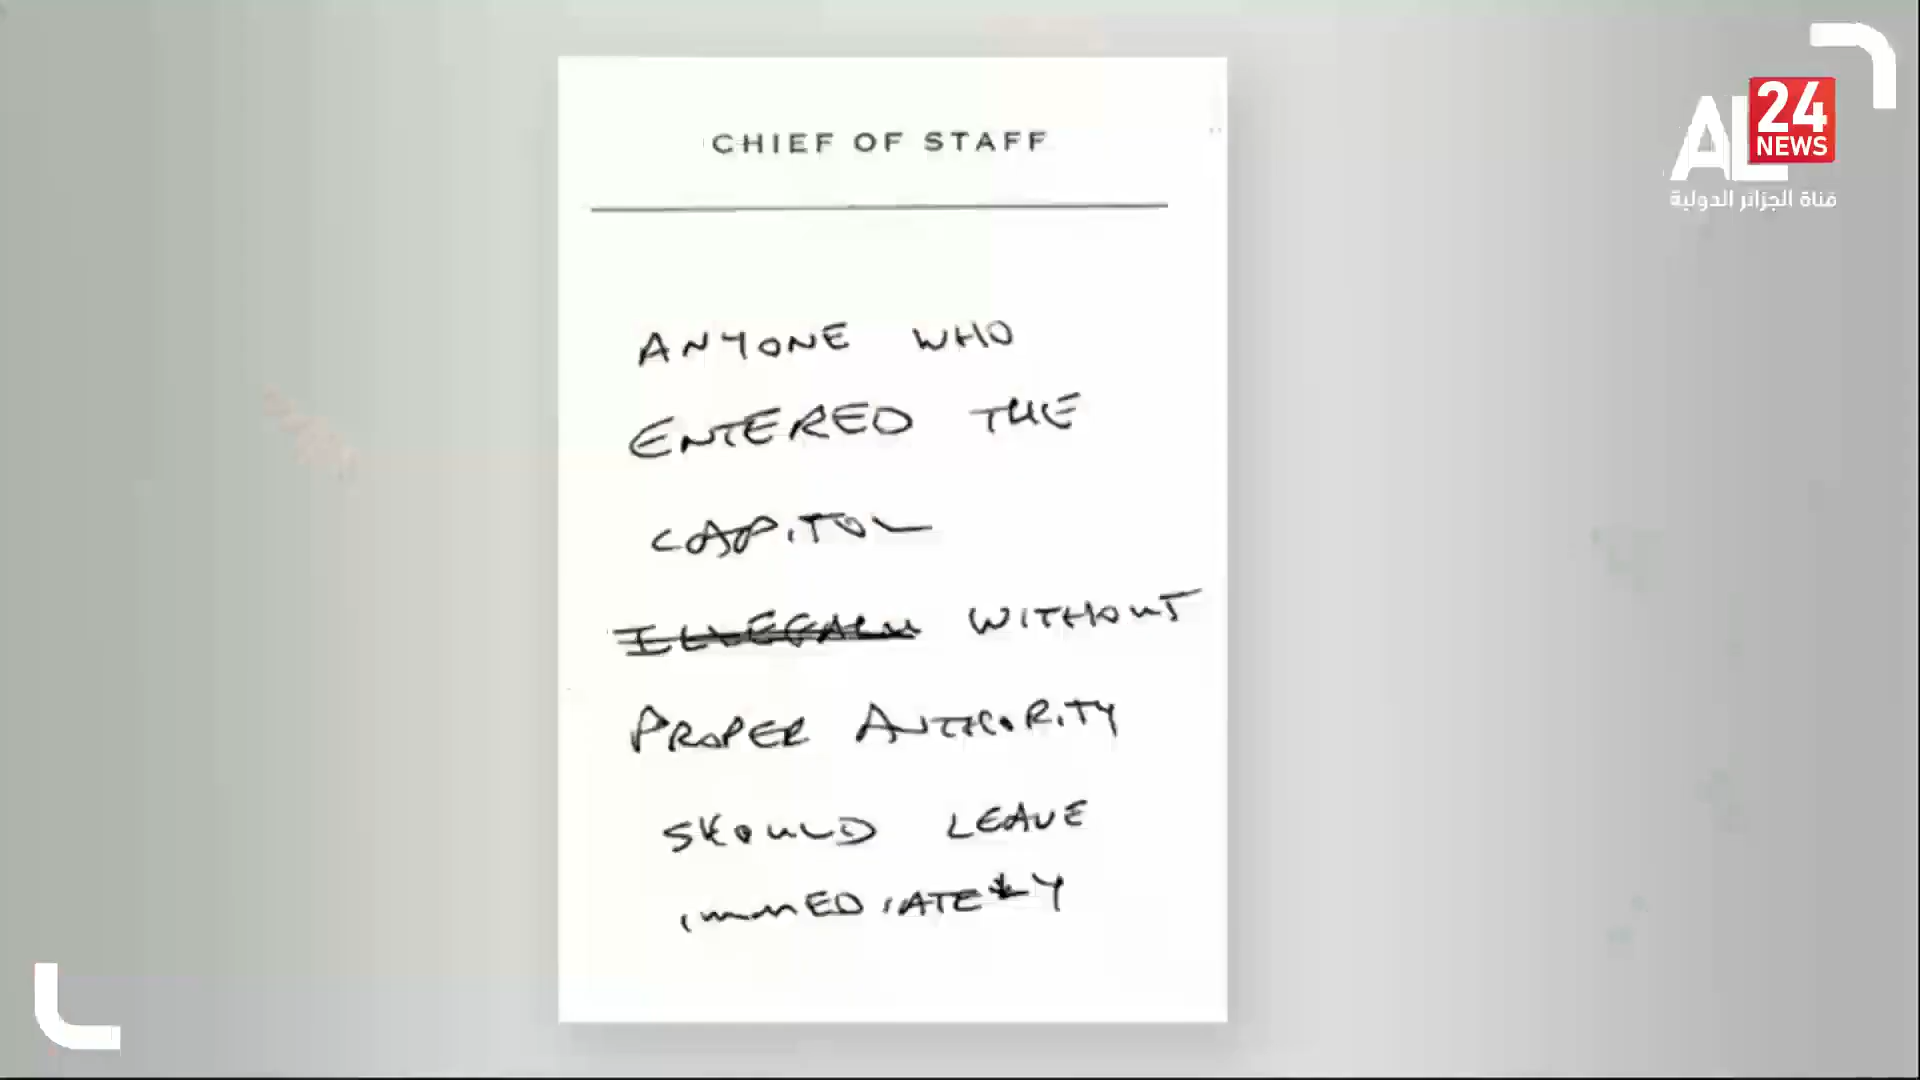 CHIEF OF STAFF
ANYONE WHO
ENTERED THE
CAPITOL
ILLEGALLY WITHOUT
PROPER AUTHORITY
SHOULD LEAVE
IMMEDIATELY
AL
24
NEWS
قناة الجزائر الدولية